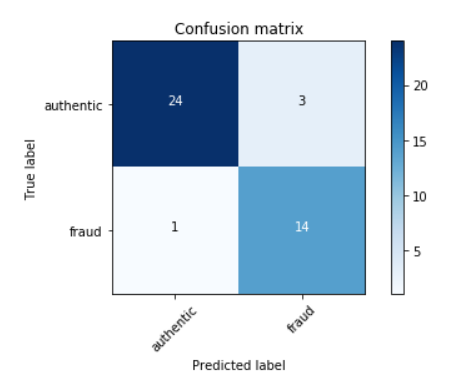 Confusion matrix
True label
authentic
24
3
fraud
1
14
authentic
fraud
Predicted label
20
15
10
5